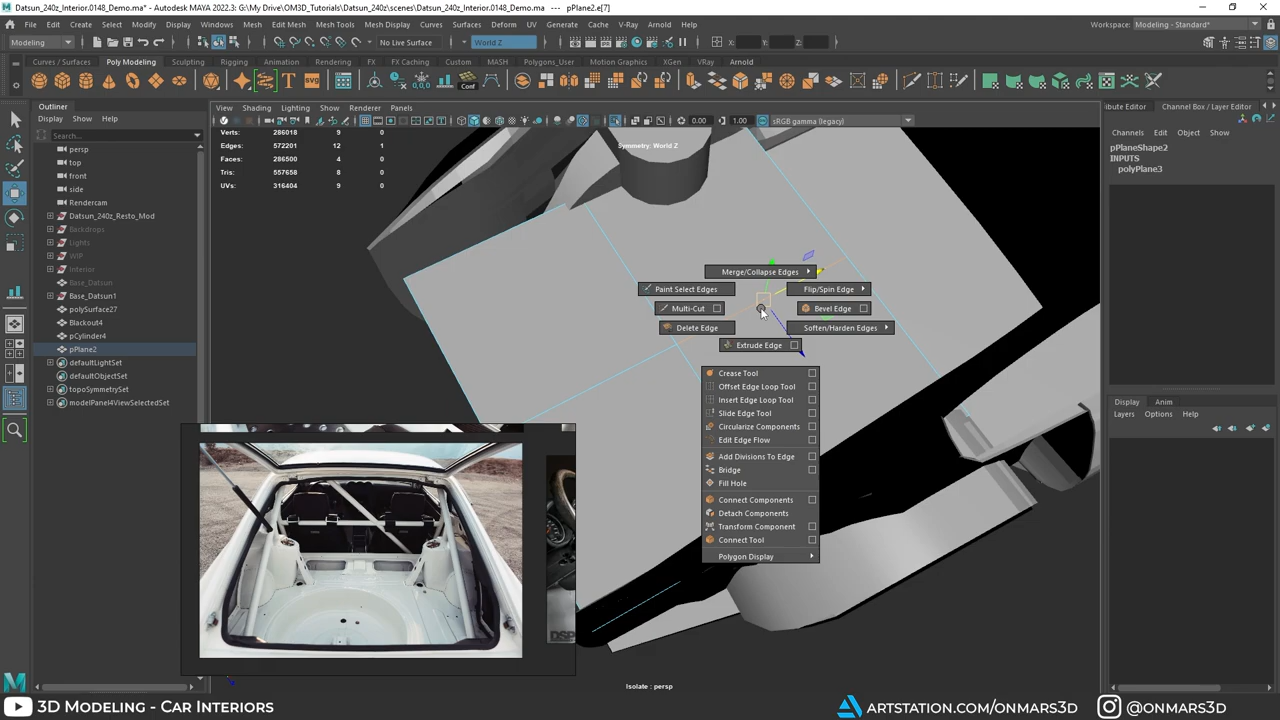 Datsun_240z_Interior.0148_Demo.ma* - Autodesk MAYA 2022.3: G:\My Drive\OM3D_Tutorials\Datsun_240z\scenes\Datsun_240z_Interior.0148_Demo.ma --- pPlane2.e[7]
File Edit Create Select Modify Display Windows Mesh Edit Mesh Mesh Tools Mesh Display Curves Surfaces Deform UV Generate Cache V-Ray Arnold Help
Workspace: Modeling - Standard*
Modeling
No Live Surface
World Z
X:
Y:
Z:
Curves / Surfaces Poly Modeling Sculpting Rigging Animation Rendering FX FX Caching Custom MASH Polygons_User Motion Graphics XGen VRay Arnold
Outliner
Display Show Help
Search...
persp
top
front
side
Rendercam
Datsun_240z_Resto_Mod
Backdrops
Lights
WIP
Interior
Base_Datsun
Base_Datsun1
polySurface27
Blackout4
pCylinder4
pPlane2
defaultLightSet
defaultObjectSet
topoSymmetrySet
modelPanel4ViewSelectedSet
View Shading Lighting Show Renderer Panels
0.00
1.00
sRGB gamma (legacy)
Verts: 286018 9 0
Edges: 572201 12 1
Faces: 286500 4 0
Tris: 557658 8 0
UVs: 316404 9 0
Symmetry: World Z
Merge/Collapse Edges
Paint Select Edges
Flip/Spin Edge
Multi-Cut
Bevel Edge
Delete Edge
Soften/Harden Edges
Extrude Edge
Crease Tool
Offset Edge Loop Tool
Insert Edge Loop Tool
Slide Edge Tool
Circularize Components
Edit Edge Flow
Add Divisions To Edge
Bridge
Fill Hole
Connect Components
Detach Components
Transform Component
Connect Tool
Polygon Display
Isolate : persp
bute Editor
Channel Box / Layer Editor
Channels Edit Object Show
pPlaneShape2
INPUTS
polyPlane3
Display Anim
Layers Options Help
3D Modeling - Car Interiors
ARTSTATION.COM/ONMARS3D
@ONMARS3D